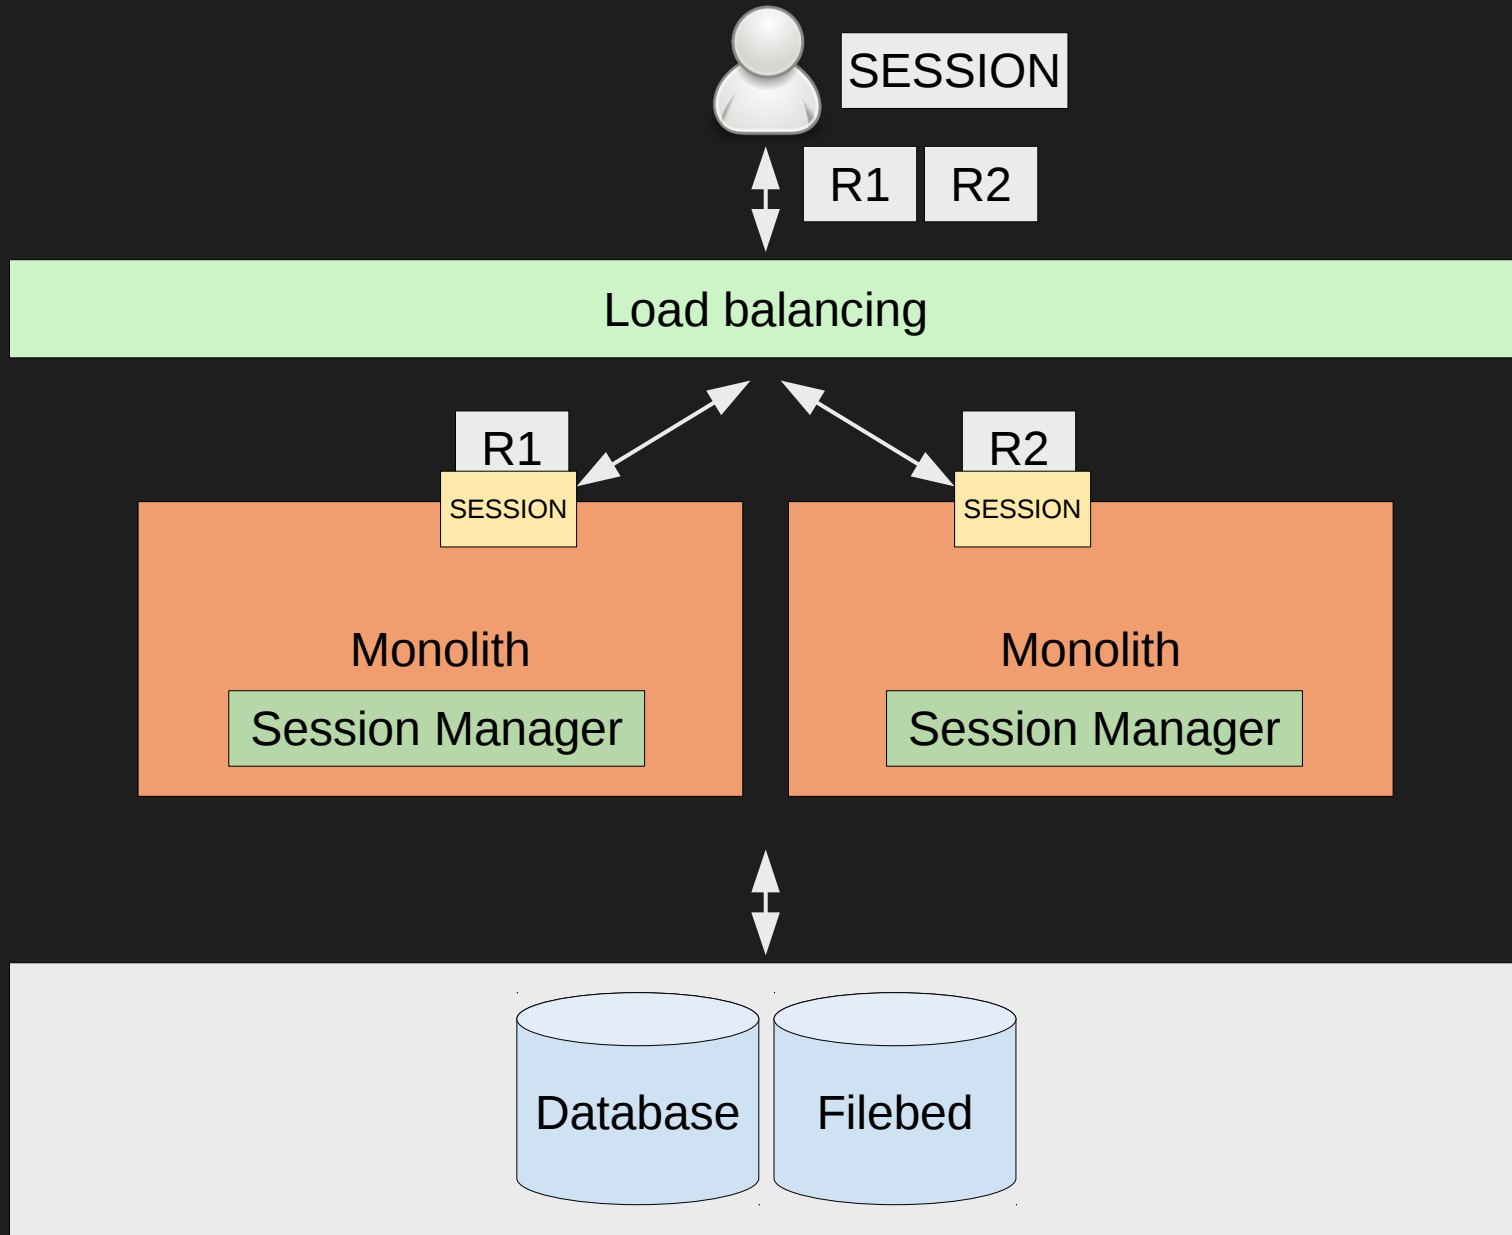 SESSION
R1
R2
Load balancing
R1
R2
SESSION
SESSION
Monolith
Monolith
Session Manager
Session Manager
Database
Filebed